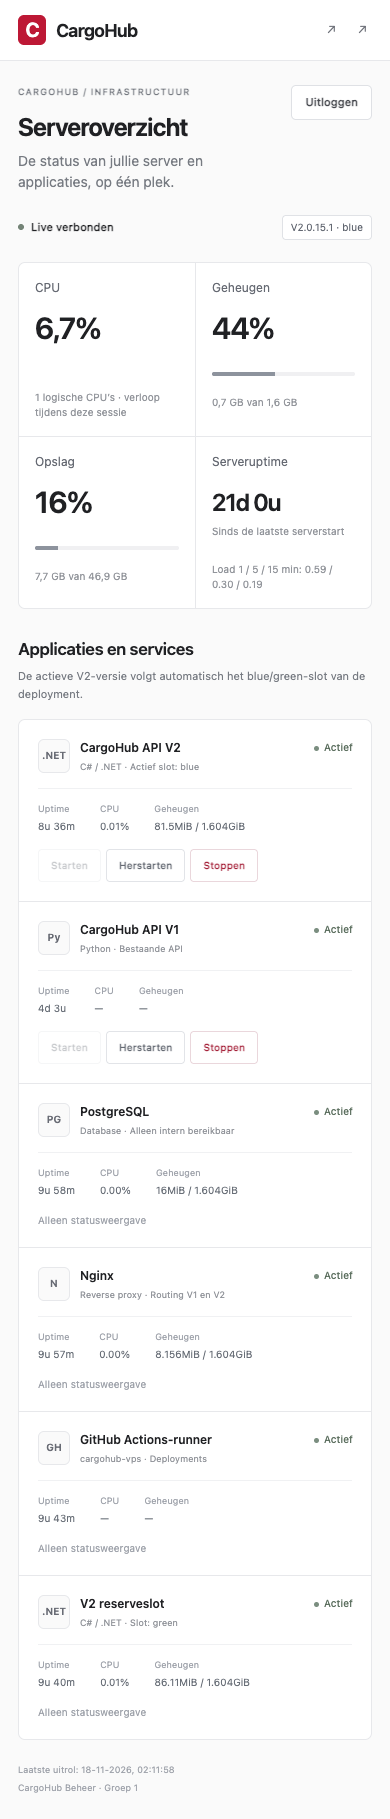 C CargoHub ↗ ↗
CARGOHUB / INFRASTRUCTUUR
Uitloggen
Serveroverzicht
De status van jullie server en
applicaties, op één plek.
Live verbonden
V2.0.15.1 · blue
CPU
6,7%
1 logische CPU's · verloop
tijdens deze sessie
Geheugen
44%
0,7 GB van 1,6 GB
Opslag
16%
7,7 GB van 46,9 GB
Serveruptime
21d 0u
Sinds de laatste serverstart
Load 1 / 5 / 15 min: 0.59 /
0.30 / 0.19
Applicaties en services
De actieve V2-versie volgt automatisch het blue/green-slot van de
deployment.
.NET CargoHub API V2 Actief
C# / .NET · Actief slot: blue
Uptime CPU Geheugen
8u 36m 0.01% 81.5MiB / 1.604GiB
Starten Herstarten Stoppen
Py CargoHub API V1 Actief
Python · Bestaande API
Uptime CPU Geheugen
4d 3u — —
Starten Herstarten Stoppen
PG PostgreSQL Actief
Database · Alleen intern bereikbaar
Uptime CPU Geheugen
9u 58m 0.00% 16MiB / 1.604GiB
Alleen statusweergave
N Nginx Actief
Reverse proxy · Routing V1 en V2
Uptime CPU Geheugen
9u 57m 0.00% 8.156MiB / 1.604GiB
Alleen statusweergave
GH GitHub Actions-runner Actief
cargohub-vps · Deployments
Uptime CPU Geheugen
9u 43m — —
Alleen statusweergave
.NET V2 reserveslot Actief
C# / .NET · Slot: green
Uptime CPU Geheugen
9u 40m 0.01% 86.11MiB / 1.604GiB
Alleen statusweergave
Laatste uitrol: 18-11-2026, 02:11:58
CargoHub Beheer · Groep 1